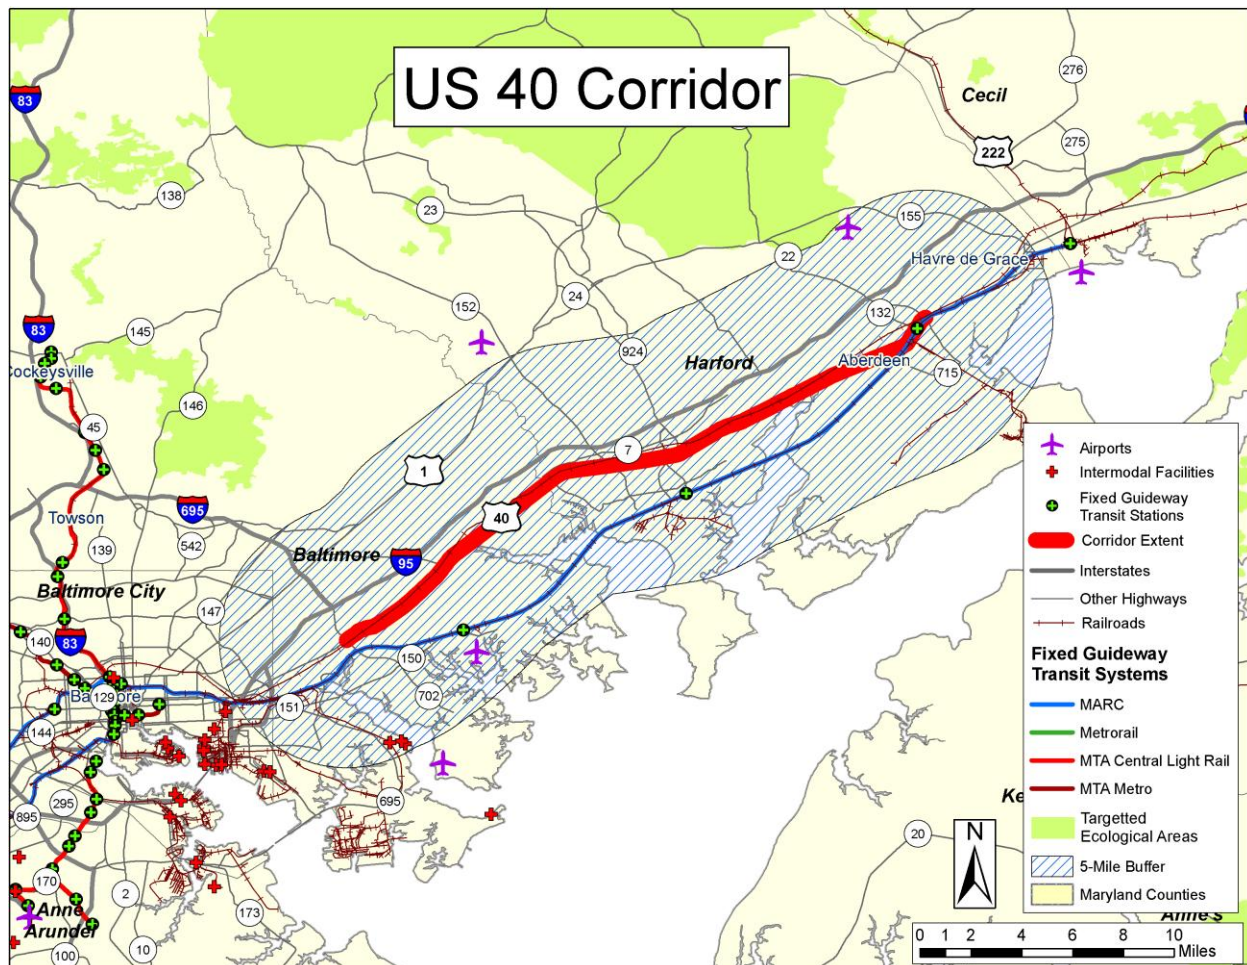 US 40 Corridor
83
276
Cecil
222
275
138
23
155
22
Havre de Grace
24
152
132
83
145
924
Harford
Aberdeen
715
Cockeysville
146
45
1
7
Airports
Intermodal Facilities
Fixed Guideway
Transit Stations
Corridor Extent
Interstates
Other Highways
Railroads
Fixed Guideway
Transit Systems
MARC
Metrorail
MTA Central Light Rail
MTA Metro
Targetted
Ecological Areas
5-Mile Buffer
Maryland Counties
695
40
Towson
139
542
Baltimore
95
Baltimore City
147
140
83
150
129
702
151
144
295
895
695
20
N
170
2
Anne
Arundel
173
10
100
Anne's
0 1 2 4 6 8 10
Miles